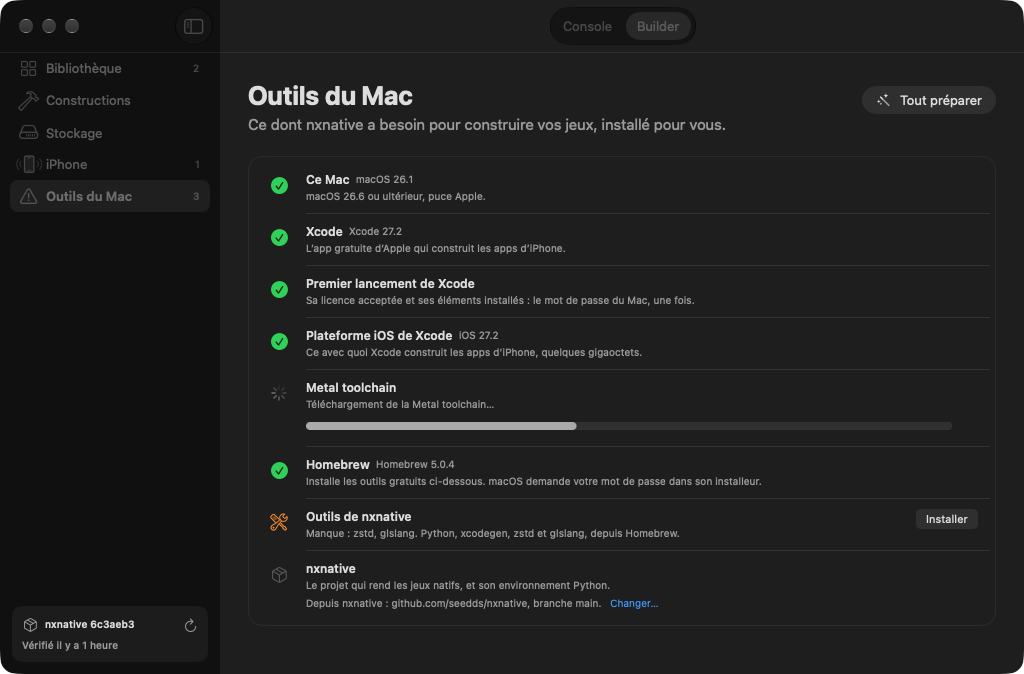 Console
Builder
Bibliothèque 2
Constructions
Stockage
iPhone 1
Outils du Mac 3
Outils du Mac
Ce dont nxnative a besoin pour construire vos jeux, installé pour vous.
Tout préparer
Ce Mac macOS 26.1
macOS 26.6 ou ultérieur, puce Apple.
Xcode Xcode 27.2
L'app gratuite d'Apple qui construit les apps d'iPhone.
Premier lancement de Xcode
Sa licence acceptée et ses éléments installés : le mot de passe du Mac, une fois.
Plateforme iOS de Xcode iOS 27.2
Ce avec quoi Xcode construit les apps d'iPhone, quelques gigaoctets.
Metal toolchain
Téléchargement de la Metal toolchain...
Homebrew Homebrew 5.0.4
Installe les outils gratuits ci-dessous. macOS demande votre mot de passe dans son installeur.
Outils de nxnative
Manque : zstd, glslang. Python, xcodegen, zstd et glslang, depuis Homebrew.
Installer
nxnative
Le projet qui rend les jeux natifs, et son environnement Python.
Depuis nxnative : github.com/seedds/nxnative, branche main. Changer...
nxnative 6c3aeb3
Vérifié il y a 1 heure